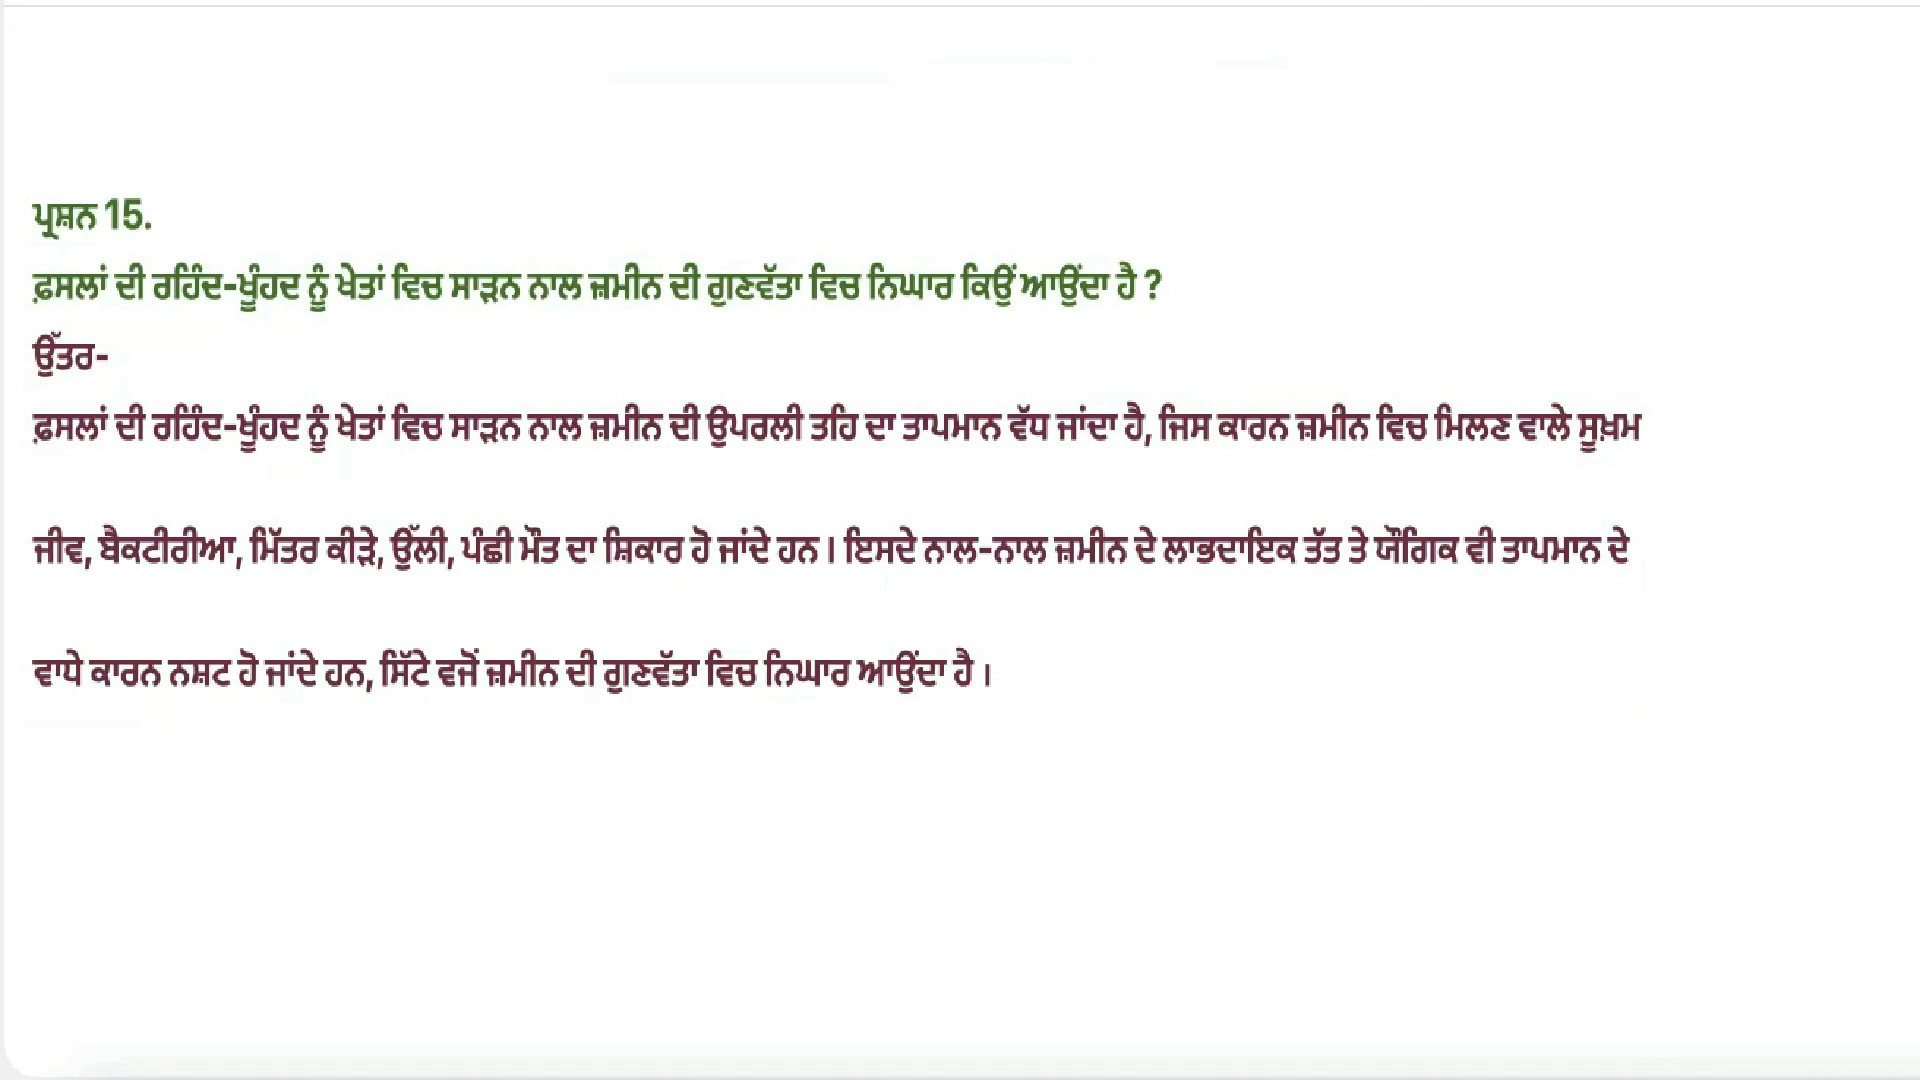 ਪ੍ਰਸ਼ਨ 15.
ਫ਼ਸਲਾਂ ਦੀ ਰਹਿੰਦ-ਖੂੰਹਦ ਨੂੰ ਖੇਤਾਂ ਵਿਚ ਸਾੜਨ ਨਾਲ ਜ਼ਮੀਨ ਦੀ ਗੁਣਵੱਤਾ ਵਿਚ ਨਿਘਾਰ ਕਿਉਂ ਆਉਂਦਾ ਹੈ ?
ਉੱਤਰ-
ਫ਼ਸਲਾਂ ਦੀ ਰਹਿੰਦ-ਖੂੰਹਦ ਨੂੰ ਖੇਤਾਂ ਵਿਚ ਸਾੜਨ ਨਾਲ ਜ਼ਮੀਨ ਦੀ ਉਪਰਲੀ ਤਹਿ ਦਾ ਤਾਪਮਾਨ ਵੱਧ ਜਾਂਦਾ ਹੈ, ਜਿਸ ਕਾਰਨ ਜ਼ਮੀਨ ਵਿਚ ਮਿਲਣ ਵਾਲੇ ਸੂਖ਼ਮ
ਜੀਵ, ਬੈਕਟੀਰੀਆ, ਮਿੱਤਰ ਕੀੜੇ, ਉੱਲੀ, ਪੰਛੀ ਮੌਤ ਦਾ ਸ਼ਿਕਾਰ ਹੋ ਜਾਂਦੇ ਹਨ । ਇਸਦੇ ਨਾਲ-ਨਾਲ ਜ਼ਮੀਨ ਦੇ ਲਾਭਦਾਇਕ ਤੱਤ ਤੇ ਯੌਗਿਕ ਵੀ ਤਾਪਮਾਨ ਦੇ
ਵਾਧੇ ਕਾਰਨ ਨਸ਼ਟ ਹੋ ਜਾਂਦੇ ਹਨ, ਸਿੱਟੇ ਵਜੋਂ ਜ਼ਮੀਨ ਦੀ ਗੁਣਵੱਤਾ ਵਿਚ ਨਿਘਾਰ ਆਉਂਦਾ ਹੈ ।